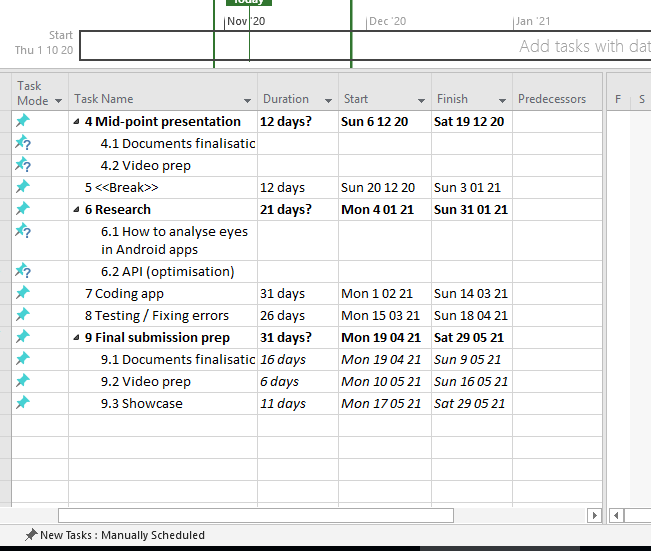 Today
Nov '20
Dec '20
Jan '21
Start
Thu 1 10 20
Add tasks with dat
Task Mode
Task Name
Duration
Start
Finish
Predecessors
F
S
4 Mid-point presentation 12 days? Sun 6 12 20 Sat 19 12 20
4.1 Documents finalisatic
4.2 Video prep
5 <<Break>> 12 days Sun 20 12 20 Sun 3 01 21
6 Research 21 days? Mon 4 01 21 Sun 31 01 21
6.1 How to analyse eyes
in Android apps
6.2 API (optimisation)
7 Coding app 31 days Mon 1 02 21 Sun 14 03 21
8 Testing / Fixing errors 26 days Mon 15 03 21 Sun 18 04 21
9 Final submission prep 31 days? Mon 19 04 21 Sat 29 05 21
9.1 Documents finalisatic 16 days Mon 19 04 21 Sun 9 05 21
9.2 Video prep 6 days Mon 10 05 21 Sun 16 05 21
9.3 Showcase 11 days Mon 17 05 21 Sat 29 05 21
New Tasks : Manually Scheduled